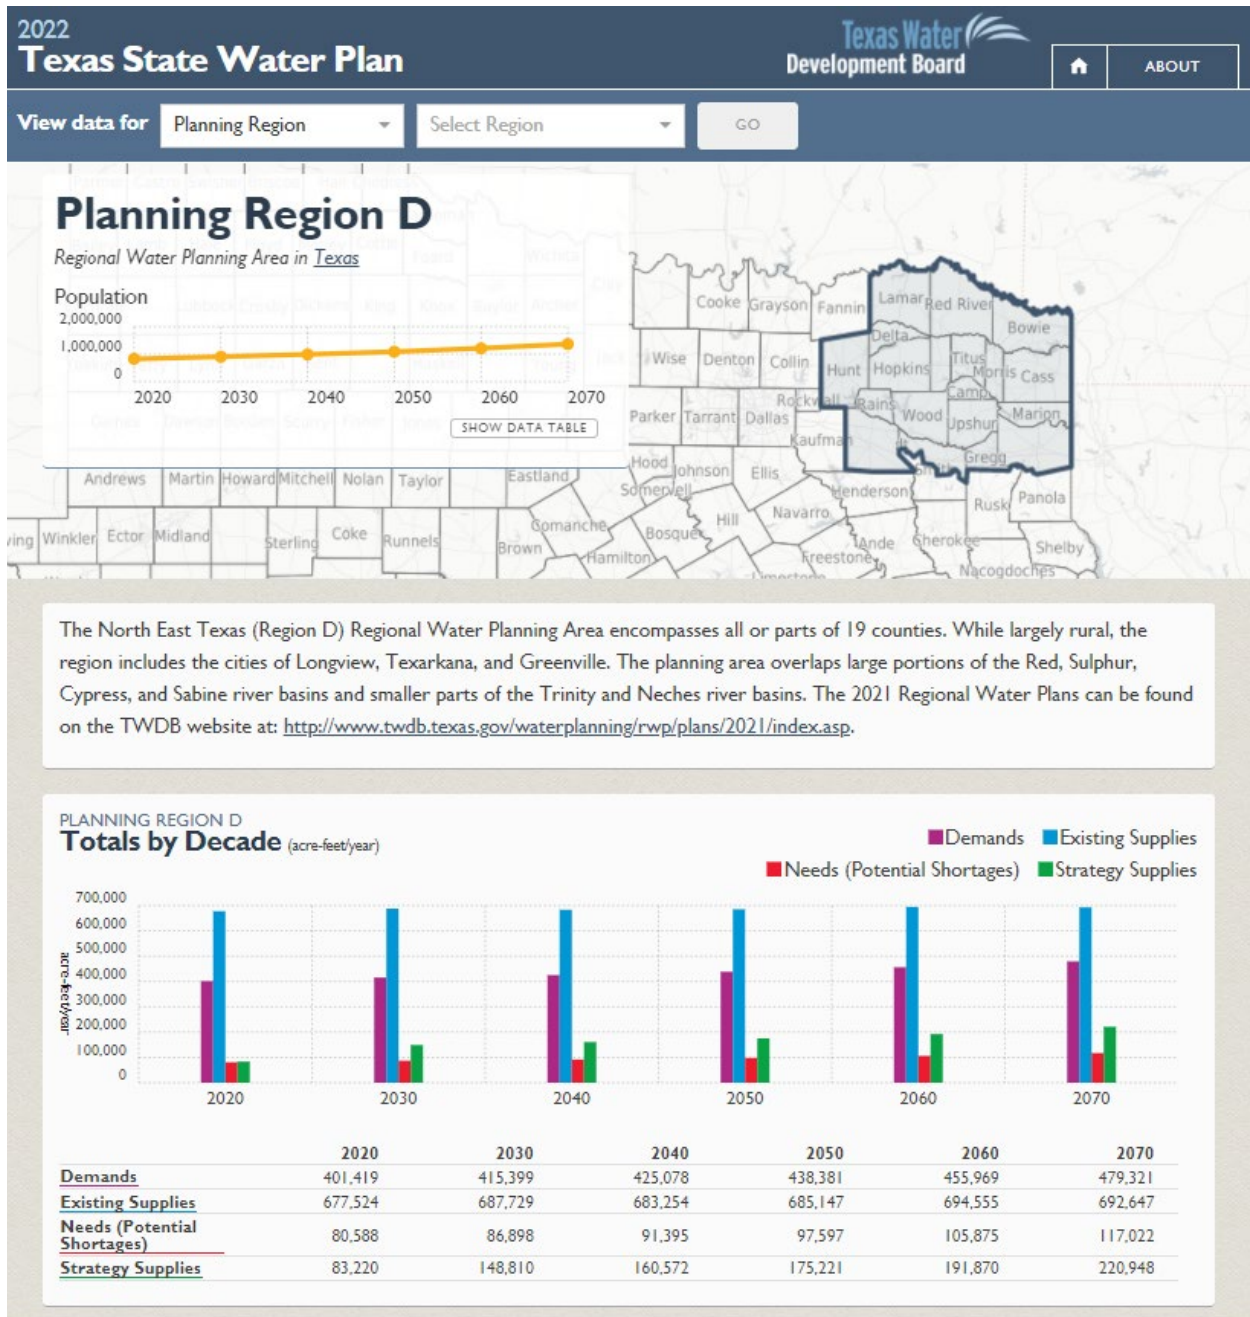 2022
Texas State Water Plan
Texas Water
Development Board
ABOUT
View data for
Planning Region
Select Region
GO
Planning Region D
Regional Water Planning Area in Texas
Population
2,000,000
1,000,000
0
2020 2030 2040 2050 2060 2070
SHOW DATA TABLE
Cooke Grayson Fannin Lamar Red River
Bowie
Delta
Wise Denton Collin Hunt Hopkins Titus Morris Cass
Camp
Rockwall Rains
Parker Tarrant Dallas Wood Upshur Marion
Kaufman
Gregg
Hood Johnson Ellis Smith
Andrews Martin Howard Mitchell Nolan Taylor Eastland
Somervell Henderson Rusk Panola
Navarro
Winkler Ector Midland Sterling Coke Runnels Brown Comanche Bosque Hill
Hamilton Freestone Cherokee Shelby
Nacogdoches
The North East Texas (Region D) Regional Water Planning Area encompasses all or parts of 19 counties. While largely rural, the
region includes the cities of Longview, Texarkana, and Greenville. The planning area overlaps large portions of the Red, Sulphur,
Cypress, and Sabine river basins and smaller parts of the Trinity and Neches river basins. The 2021 Regional Water Plans can be found
on the TWDB website at: http://www.twdb.texas.gov/waterplanning/rwp/plans/2021/index.asp.
PLANNING REGION D
Totals by Decade (acre-feet/year)
Demands Existing Supplies
Needs (Potential Shortages) Strategy Supplies
acre-feet/year
700,000
600,000
500,000
400,000
300,000
200,000
100,000
0
2020 2030 2040 2050 2060 2070
2020 2030 2040 2050 2060 2070
Demands 401,419 415,399 425,078 438,381 455,969 479,321
Existing Supplies 677,524 687,729 683,254 685,147 694,555 692,647
Needs (Potential
Shortages) 80,588 86,898 91,395 97,597 105,875 117,022
Strategy Supplies 83,220 148,810 160,572 175,221 191,870 220,948